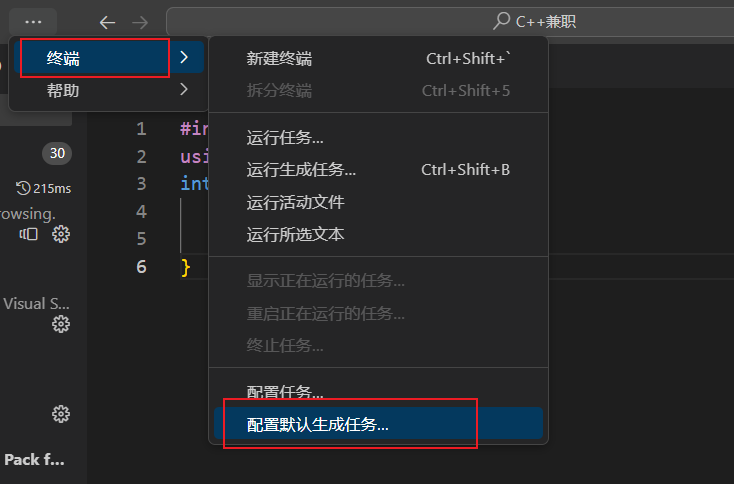 ···
C++兼职
终端
帮助
新建终端 Ctrl+Shift+`
拆分终端 Ctrl+Shift+5
运行任务...
运行生成任务... Ctrl+Shift+B
运行活动文件
运行所选文本
显示正在运行的任务...
重启正在运行的任务...
终止任务...
配置任务...
配置默认生成任务...
30
215ms
rowsing.
Visual S...
Pack f...
1 #in
2 usi
3 int
4
5
6 }